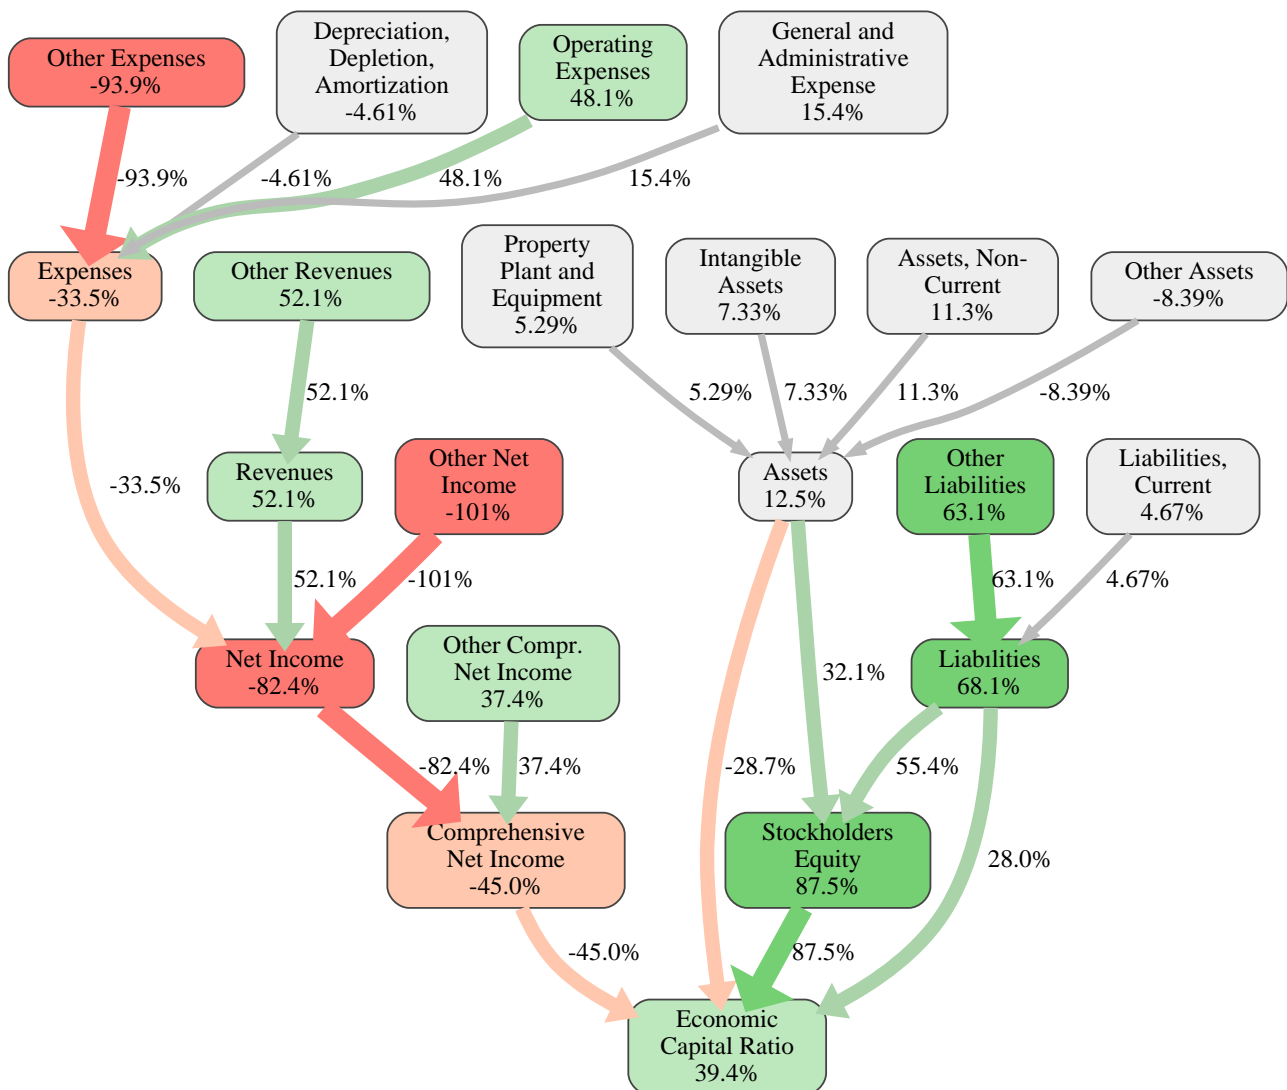 Other Expenses
-93.9%
Depreciation,
Depletion,
Amortization
-4.61%
Operating
Expenses
48.1%
General and
Administrative
Expense
15.4%
-93.9%
-4.61%
48.1%
15.4%
Expenses
-33.5%
Other Revenues
52.1%
Property
Plant and
Equipment
5.29%
Intangible
Assets
7.33%
Assets, Non-
Current
11.3%
Other Assets
-8.39%
52.1%
5.29%
7.33%
11.3%
-8.39%
-33.5%
Revenues
52.1%
Other Net
Income
-101%
Assets
12.5%
Other
Liabilities
63.1%
Liabilities,
Current
4.67%
52.1%
-101%
63.1%
4.67%
Net Income
-82.4%
Other Compr.
Net Income
37.4%
32.1%
Liabilities
68.1%
-82.4%
37.4%
-28.7%
55.4%
Comprehensive
Net Income
-45.0%
Stockholders
Equity
87.5%
28.0%
-45.0%
87.5%
Economic
Capital Ratio
39.4%